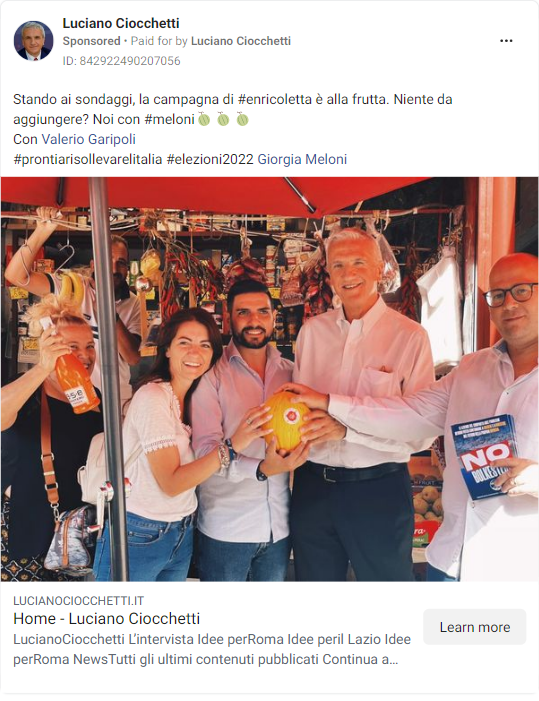 Luciano Ciocchetti
Sponsored • Paid for by Luciano Ciocchetti
ID: 842922490207056
Stando ai sondaggi, la campagna di #enricoletta è alla frutta. Niente da
aggiungere? Noi con #meloni🍈 🍈 🍈
Con Valerio Garipoli
#prontiarisollevarelitalia #elezioni2022 Giorgia Meloni
NO
LUCIANOCIOCCHETTI.IT
Home - Luciano Ciocchetti
LucianoCiocchetti L'intervista Idee perRoma Idee peril Lazio Idee
perRoma NewsTutti gli ultimi contenuti pubblicati Continua a...
Learn more